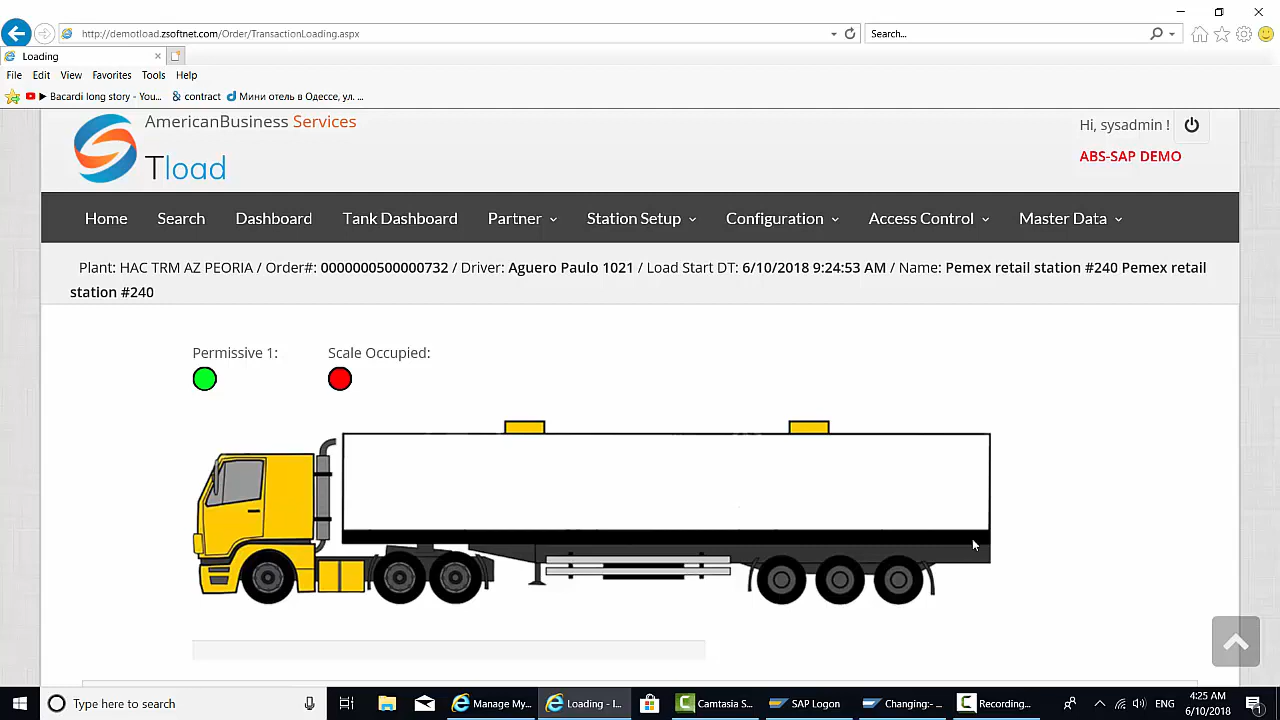 http://demotload.zsoftnet.com/Order/TransactionLoading.aspx
Search...
Loading
File Edit View Favorites Tools Help
Bacardi long story - You... contract Мини отель в Одессе, ул. ...
AmericanBusiness Services
Tload
Hi, sysadmin !
ABS-SAP DEMO
Home Search Dashboard Tank Dashboard Partner Station Setup Configuration Access Control Master Data
Plant: HAC TRM AZ PEORIA / Order#: 0000000500000732 / Driver: Aguero Paulo 1021 / Load Start DT: 6/10/2018 9:24:53 AM / Name: Pemex retail station #240 Pemex retail
station #240
Permissive 1: Scale Occupied:
Type here to search
Manage My... Loading - I... Camtasia S... SAP Logon Changing:- ... Recording...
ENG
4:25 AM
6/10/2018
1